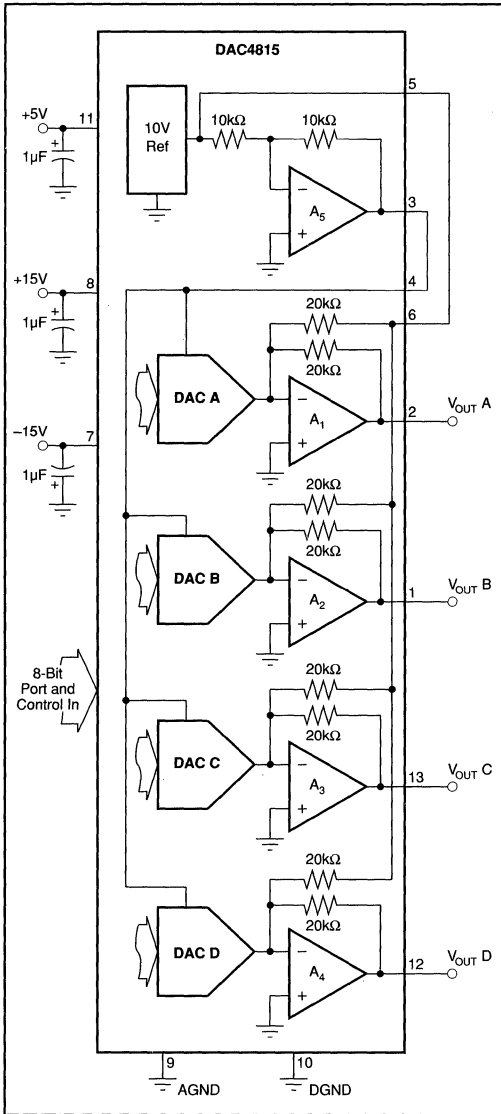 DAC4815
5
+5V
11
+
1µF
10V
Ref
10kΩ
10kΩ
−
+
A5
3
+15V
8
+
1µF
4
6
20kΩ
20kΩ
DAC A
−
+
A1
2
VOUT A
−15V
7
1µF
+
20kΩ
20kΩ
DAC B
−
+
A2
1
VOUT B
8-Bit
Port and
Control In
20kΩ
20kΩ
DAC C
−
+
A3
13
VOUT C
20kΩ
20kΩ
DAC D
−
+
A4
12
VOUT D
9
AGND
10
DGND